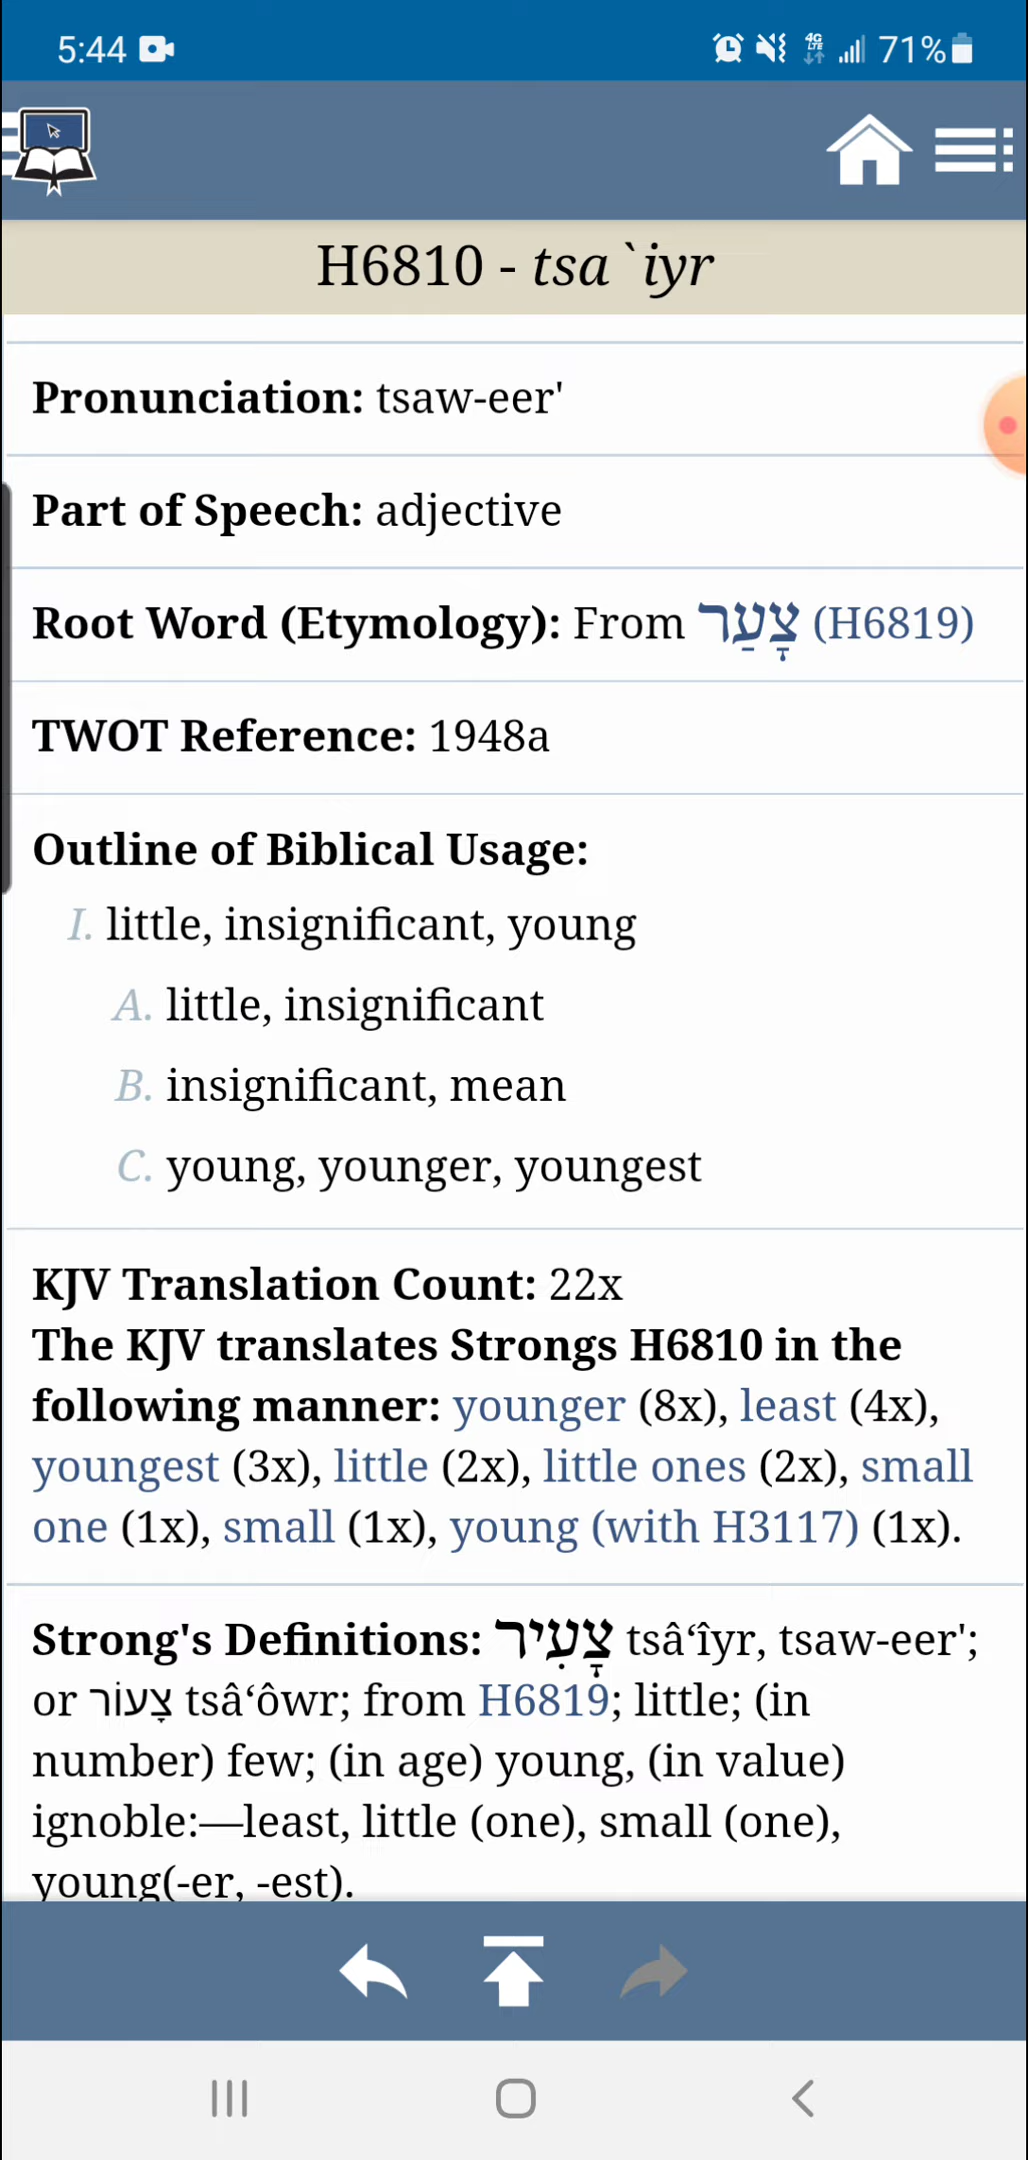 5:44 4G LTE 71%
H6810 - tsa`iyr
Pronunciation: tsaw-eer'
Part of Speech: adjective
Root Word (Etymology): From צָעַר (H6819)
TWOT Reference: 1948a
Outline of Biblical Usage:
I. little, insignificant, young
A. little, insignificant
B. insignificant, mean
C. young, younger, youngest
KJV Translation Count: 22x
The KJV translates Strongs H6810 in the
following manner: younger (8x), least (4x),
youngest (3x), little (2x), little ones (2x), small
one (1x), small (1x), young (with H3117) (1x).
Strong's Definitions: צָעִיר tsâʻîyr, tsaw-eer';
or צָעוֹר tsâʻôwr; from H6819; little; (in
number) few; (in age) young, (in value)
ignoble:—least, little (one), small (one),
young(-er, -est).